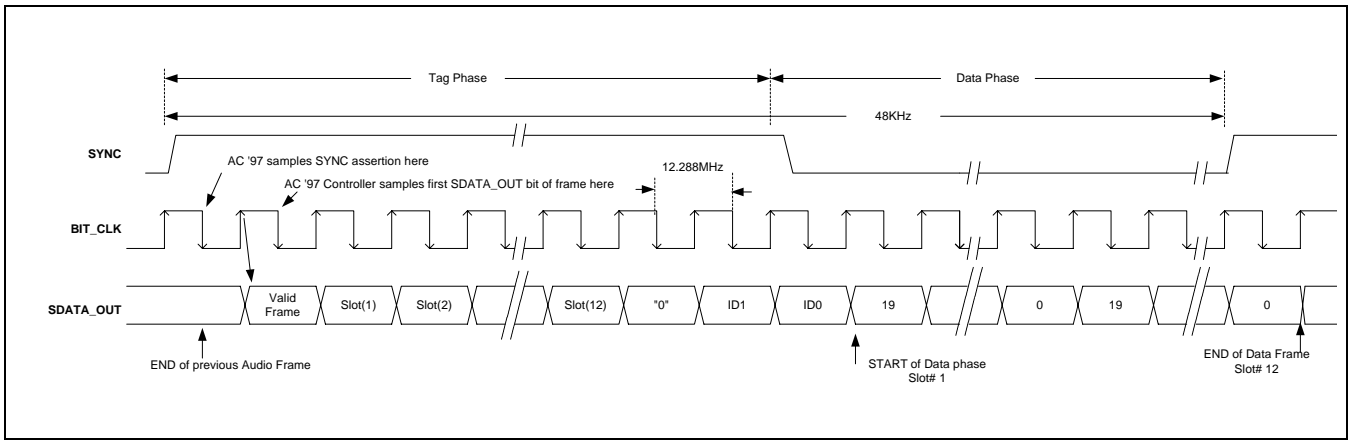 Tag Phase
Data Phase
48KHz
SYNC
AC '97 samples SYNC assertion here
12.288MHz
AC '97 Controller samples first SDATA_OUT bit of frame here
BIT_CLK
SDATA_OUT
Valid
Frame
Slot(1)
Slot(2)
Slot(12)
"0"
ID1
ID0
19
0
19
0
END of previous Audio Frame
START of Data phase
Slot# 1
END of Data Frame
Slot# 12